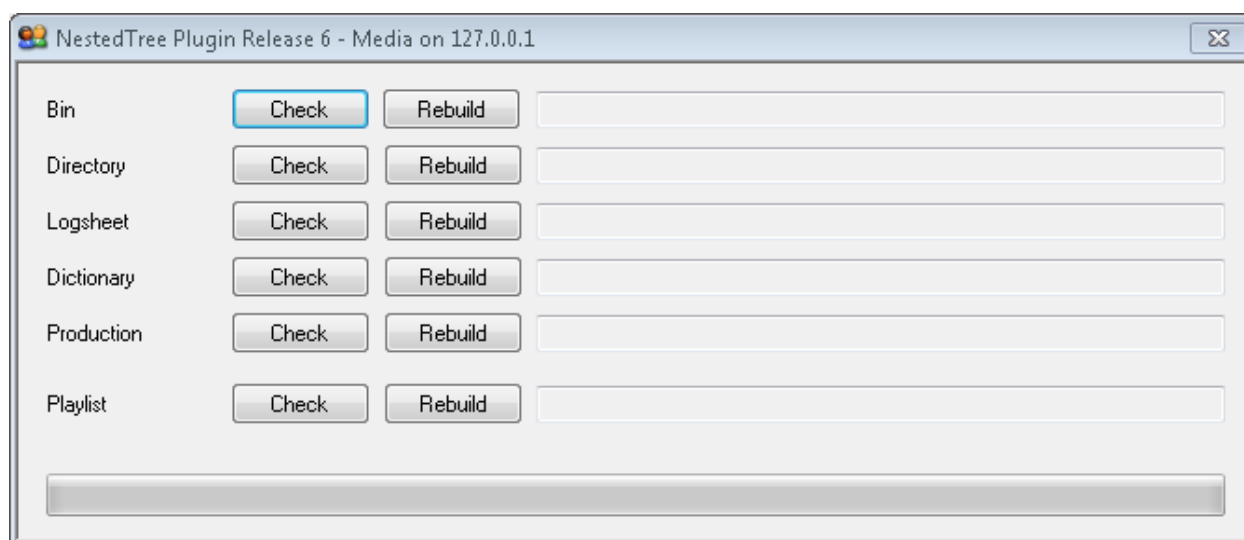 NestedTree Plugin Release 6 - Media on 127.0.0.1
Bin Check Rebuild
Directory Check Rebuild
Logsheet Check Rebuild
Dictionary Check Rebuild
Production Check Rebuild
Playlist Check Rebuild